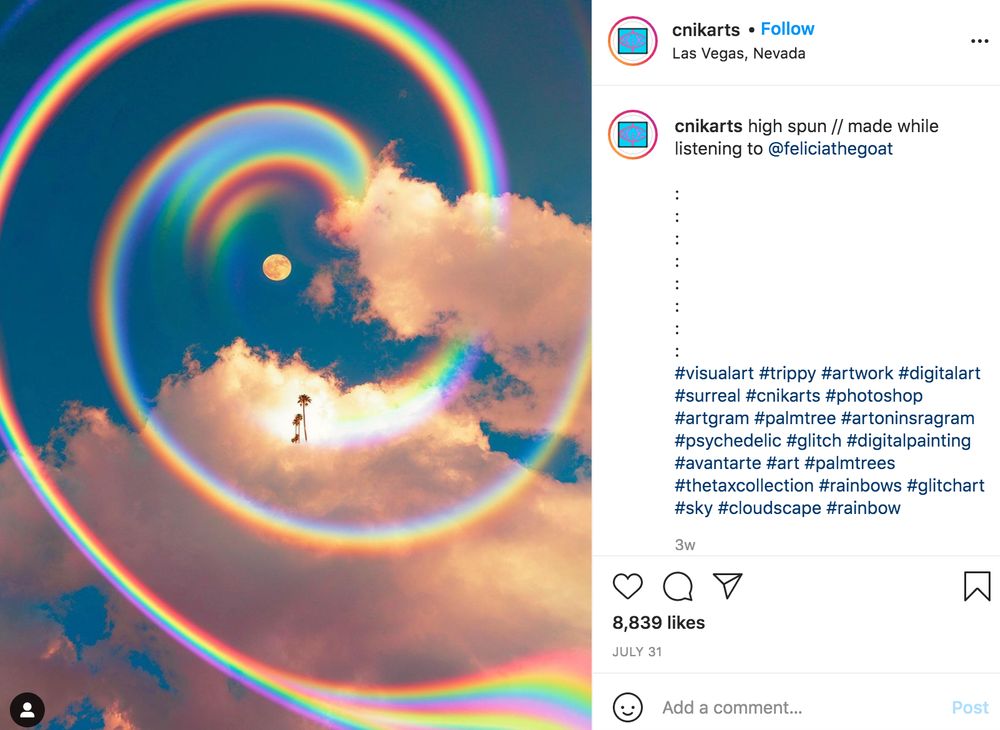 cnikarts • Follow
Las Vegas, Nevada
cnikarts high spun // made while
listening to @feliciathegoat
:
:
:
:
:
:
:
:
#visualart #trippy #artwork #digitalart
#surreal #cnikarts #photoshop
#artgram #palmtree #artoninsragram
#psychedelic #glitch #digitalpainting
#avantarte #art #palmtrees
#thetaxcollection #rainbows #glitchart
#sky #cloudscape #rainbow
3w
8,839 likes
JULY 31
Add a comment...
Post